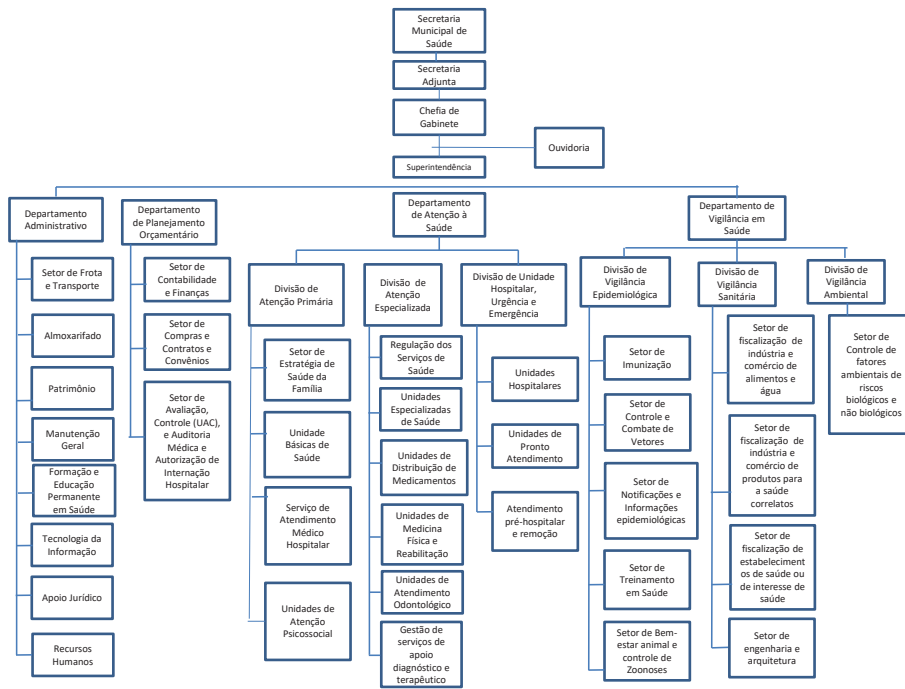 Secretaria
Municipal de
Saúde
Secretaria
Adjunta
Chefia de
Gabinete
Ouvidoria
Superintendência
Departamento
Administrativo
Departamento
de Planejamento
Orçamentário
Departamento
de Atenção à
Saúde
Departamento de
Vigilância em
Saúde
Setor de Frota
e Transporte
Almoxarifado
Patrimônio
Manutenção
Geral
Formação e
Educação
Permanente
em Saúde
Tecnologia da
Informação
Apoio Jurídico
Recursos
Humanos
Setor de
Contabilidade
e Finanças
Setor de
Compras e
Contratos e
Convênios
Setor de
Avaliação,
Controle (UAC),
e Auditoria
Médica e
Autorização de
Internação
Hospitalar
Divisão de
Atenção Primária
Setor de
Estratégia de
Saúde da
Família
Unidade
Básicas de
Saúde
Serviço de
Atendimento
Médico
Hospitalar
Unidades de
Atenção
Psicossocial
Divisão de
Atenção
Especializada
Regulação dos
Serviços de
Saúde
Unidades
Especializadas
de Saúde
Unidades de
Distribuição de
Medicamentos
Unidades de
Medicina
Física e
Reabilitação
Unidades de
Atendimento
Odontológico
Gestão de
serviços de
apoio
diagnóstico e
terapêutico
Divisão de Unidade
Hospitalar,
Urgência e
Emergência
Unidades
Hospitalares
Unidades de
Pronto
Atendimento
Atendimento
pré-hospitalar
e remoção
Divisão de
Vigilância
Epidemiológica
Setor de
Imunização
Setor de
Controle e
Combate de
Vetores
Setor de
Notificações e
Informações
epidemiológicas
Setor de
Treinamento
em Saúde
Setor de Bem-
estar animal e
controle de
Zoonoses
Divisão de
Vigilância
Sanitária
Setor de
fiscalização de
indústria e
comércio de
alimentos e
água
Setor de
fiscalização de
indústria e
comércio de
produtos para
a saúde
correlatos
Setor de
fiscalização de
estabeleciment
os de saúde ou
de interesse de
saúde
Setor de
engenharia e
arquitetura
Divisão de
Vigilância
Ambiental
Setor de
Controle de
fatores
ambientais de
riscos
biológicos e
não biológicos